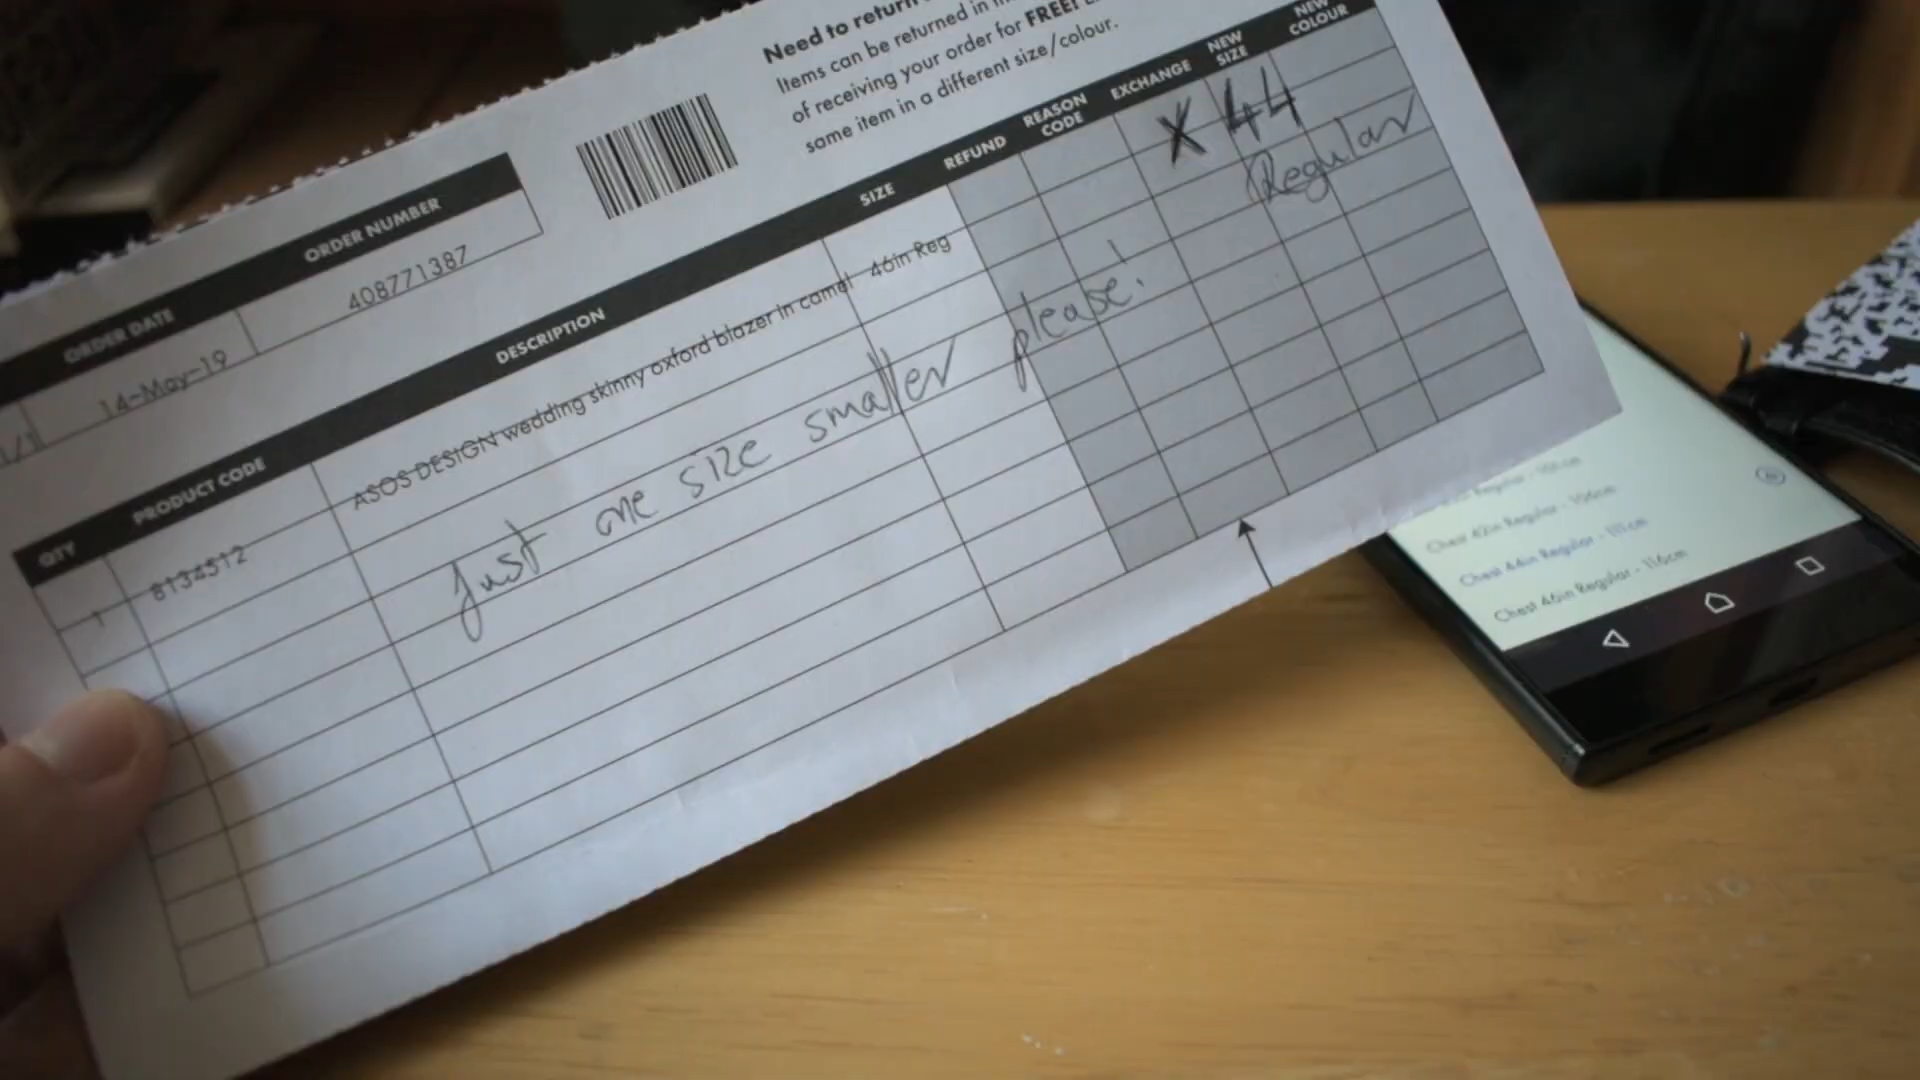 Need to return
Items can be returned in
of receiving your order for FREE!
same item in a different size/colour.
ORDER DATE ORDER NUMBER
1/1 14-May-19 408771387
QTY PRODUCT CODE DESCRIPTION SIZE REFUND REASON CODE EXCHANGE NEW SIZE NEW COLOUR
1 8134512 ASOS DESIGN wedding skinny oxford blazer in camel 46in Reg X 44
Regular
Just one size smaller please!
Chest 42in Regular - 106cm
Chest 44in Regular - 111cm
Chest 46in Regular - 116cm